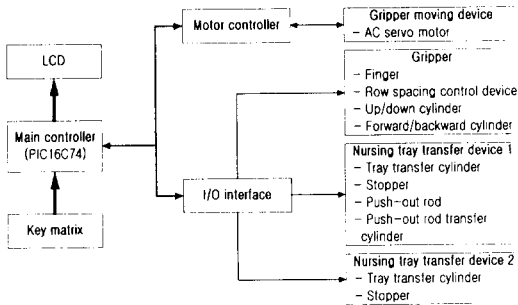 LCD
Main controller
(PIC16C74)
Key matrix
Motor controller
I/O interface
Gripper moving device
- AC servo motor
Gripper
- Finger
- Row spacing control device
- Up/down cylinder
- Forward/backward cylinder
Nursing tray transfer device 1
- Tray transfer cylinder
- Stopper
- Push-out rod
- Push-out rod transfer
cylinder
Nursing tray transfer device 2
- Tray transfer cylinder
- Stopper